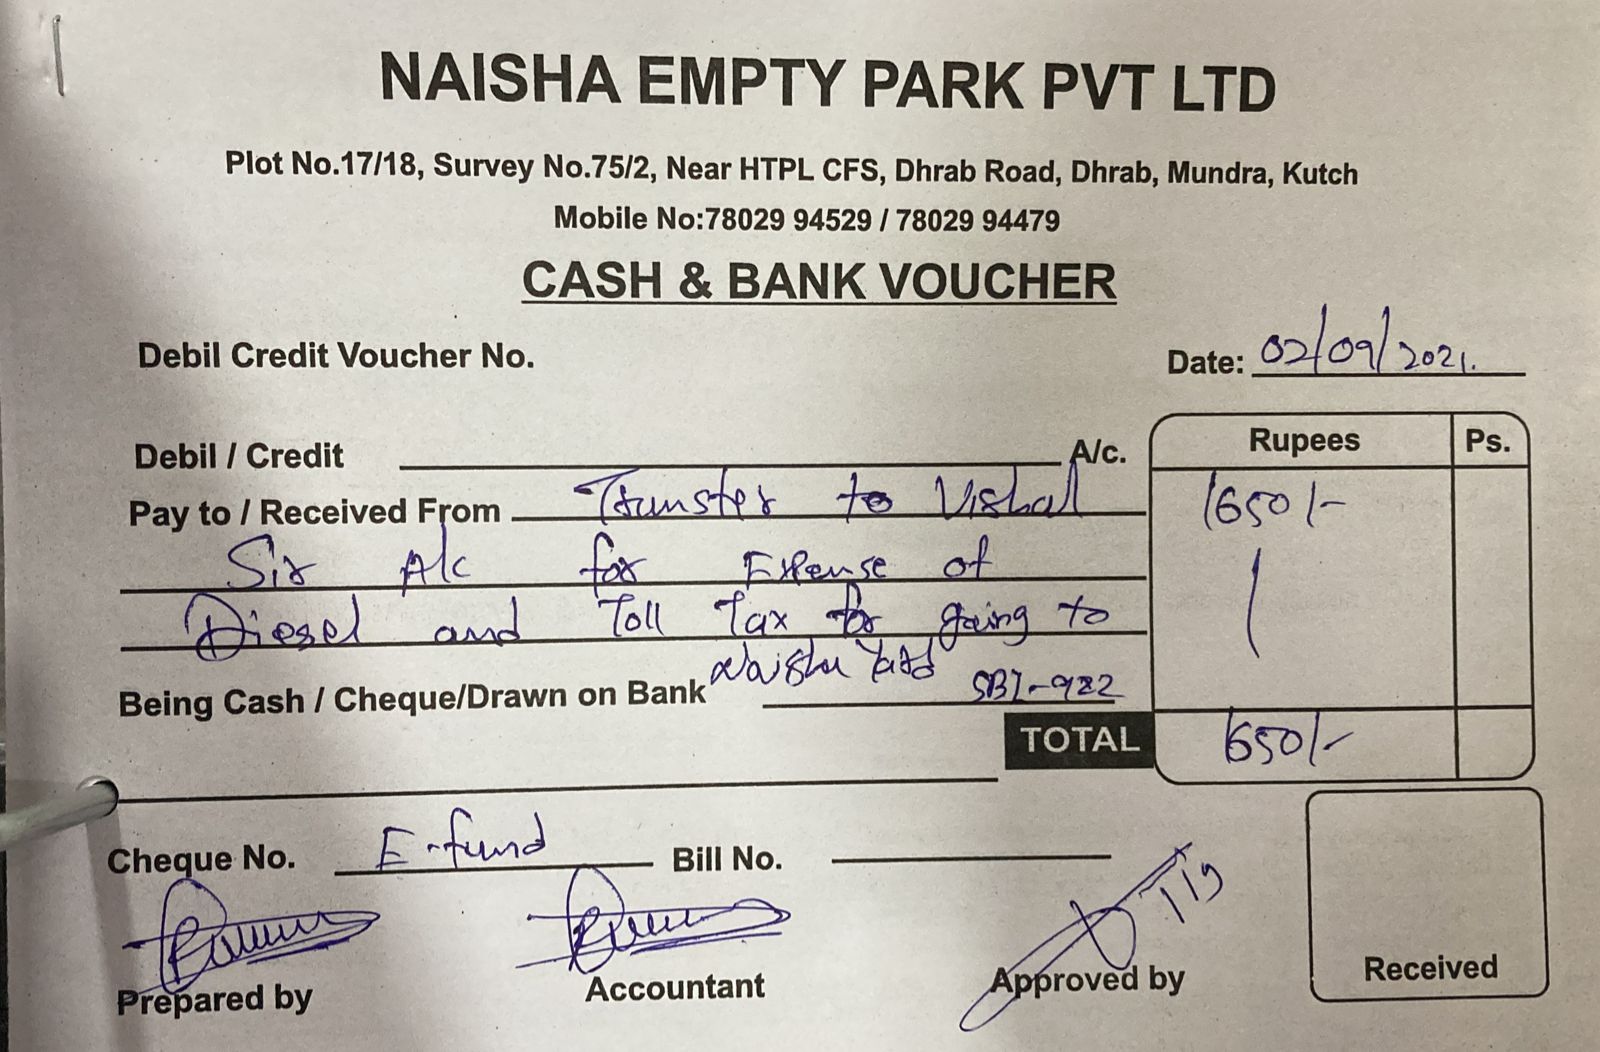 NAISHA EMPTY PARK PVT LTD
Plot No.17/18, Survey No.75/2, Near HTPL CFS, Dhrab Road, Dhrab, Mundra, Kutch
Mobile No:78029 94529 / 78029 94479
CASH & BANK VOUCHER
Debil Credit Voucher No.
Date: 02/09/2021.
Debil / Credit A/c.
Rupees Ps.
Pay to / Received From Transfer to Vishal
1650/-
Sir A/c for Expense of
Diesel and Toll Tax for going to
Naisha Yard
Being Cash / Cheque/Drawn on Bank SBI-922
TOTAL 1650/-
Cheque No. E-fund Bill No.
Prepared by Accountant Approved by Received